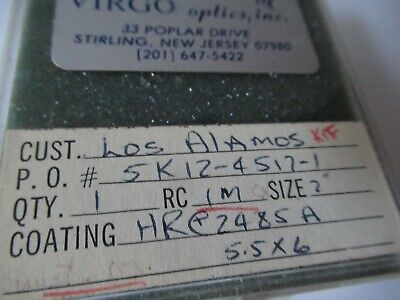 VIRGO
optics, inc.
33 POPLAR DRIVE
STIRLING, NEW JERSEY 07980
[201] 647-5422
CUST. LOS ALAMOS
P. O. # 5K12-4517-1
QTY. 1 RC 1M SIZE 2"
COATING HR@2485A
5.5X6